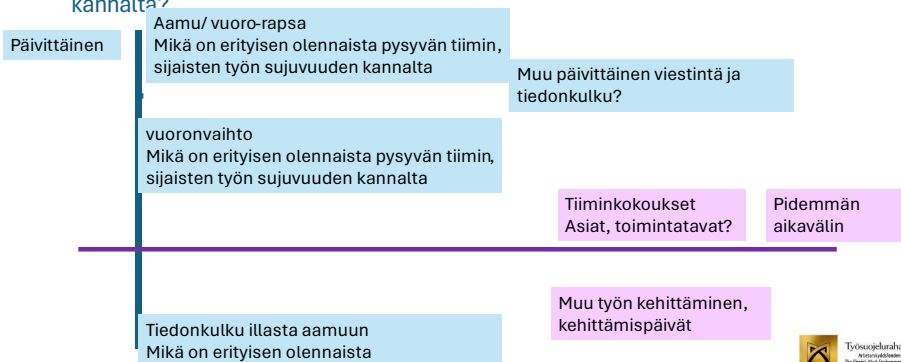 kannalta?
Aamu/ vuoro-rapsa
Päivittäinen
Mikä on erityisen olennaista pysyvän tiimin,
sijaisten työn sujuvuuden kannalta
Muu päivittäinen viestintä ja
tiedonkulku?
vuoronvaihto
Mikä on erityisen olennaista pysyvän tiimin,
sijaisten työn sujuvuuden kannalta
Tiiminkokoukset
Asiat, toimintatavat?
Pidemmän
aikavälin
Muu työn kehittäminen,
kehittämispäivät
Tiedonkulku illasta aamuun
Mikä on erityisen olennaista
Työsuojeluraha